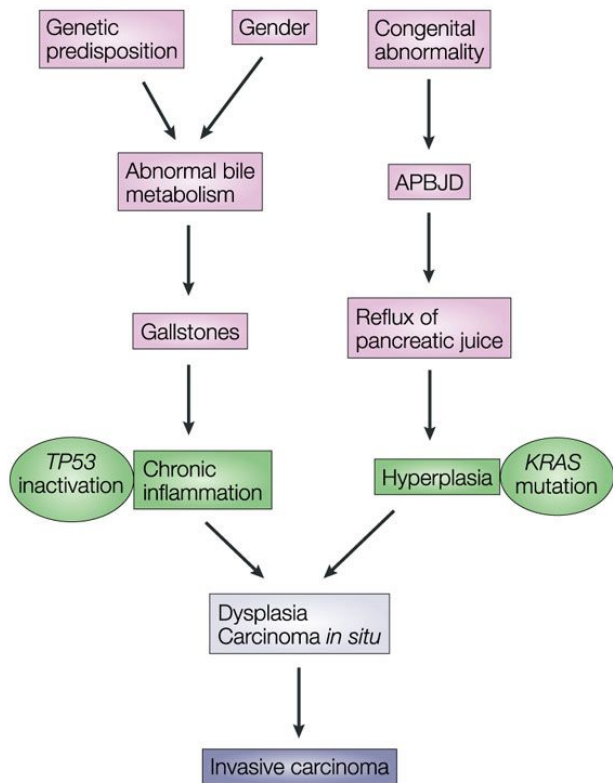 Genetic
predisposition
Gender
Congenital
abnormality
Abnormal bile
metabolism
APBJD
Gallstones
Reflux of
pancreatic juice
TP53
inactivation
Chronic
inflammation
Hyperplasia
KRAS
mutation
Dysplasia
Carcinoma in situ
Invasive carcinoma